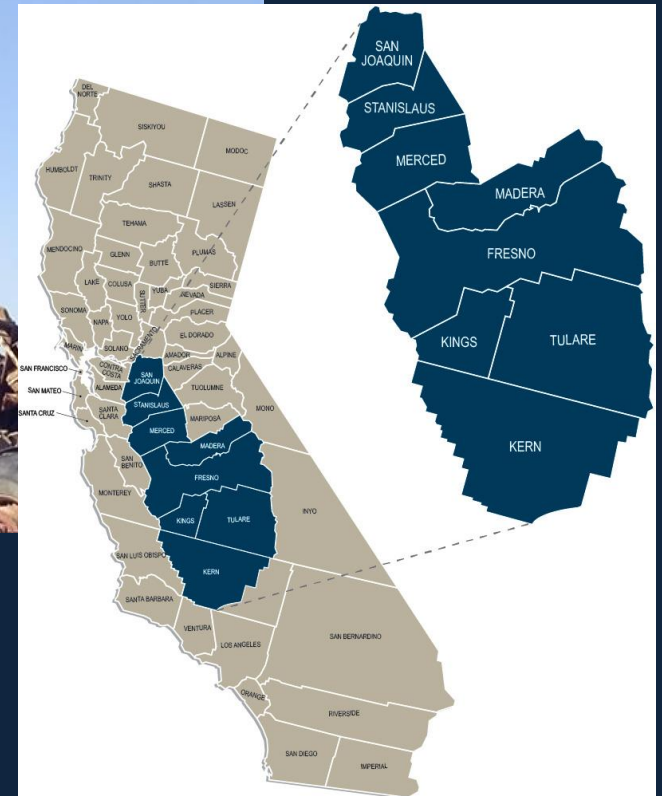 DEL
NORTE
SISKIYOU
MODOC
HUMBOLDT
TRINITY
SHASTA
LASSEN
TEHAMA
MENDOCINO
GLENN
BUTTE
PLUMAS
LAKE
COLUSA
SUTTER
YUBA
NEVADA
SIERRA
SONOMA
NAPA
YOLO
PLACER
SACRAMENTO
EL DORADO
MARIN
SOLANO
AMADOR
ALPINE
SAN FRANCISCO
CONTRA
COSTA
SAN
JOAQUIN
CALAVERAS
SAN MATEO
ALAMEDA
TUOLUMNE
SANTA CRUZ
SANTA
CLARA
STANISLAUS
MONO
MERCED
MARIPOSA
SAN
BENITO
MADERA
MONTEREY
FRESNO
INYO
KINGS
TULARE
SAN LUIS OBISPO
KERN
SANTA BARBARA
VENTURA
LOS ANGELES
SAN BERNARDINO
ORANGE
RIVERSIDE
SAN DIEGO
IMPERIAL
SAN
JOAQUIN
STANISLAUS
MERCED
MADERA
FRESNO
KINGS
TULARE
KERN